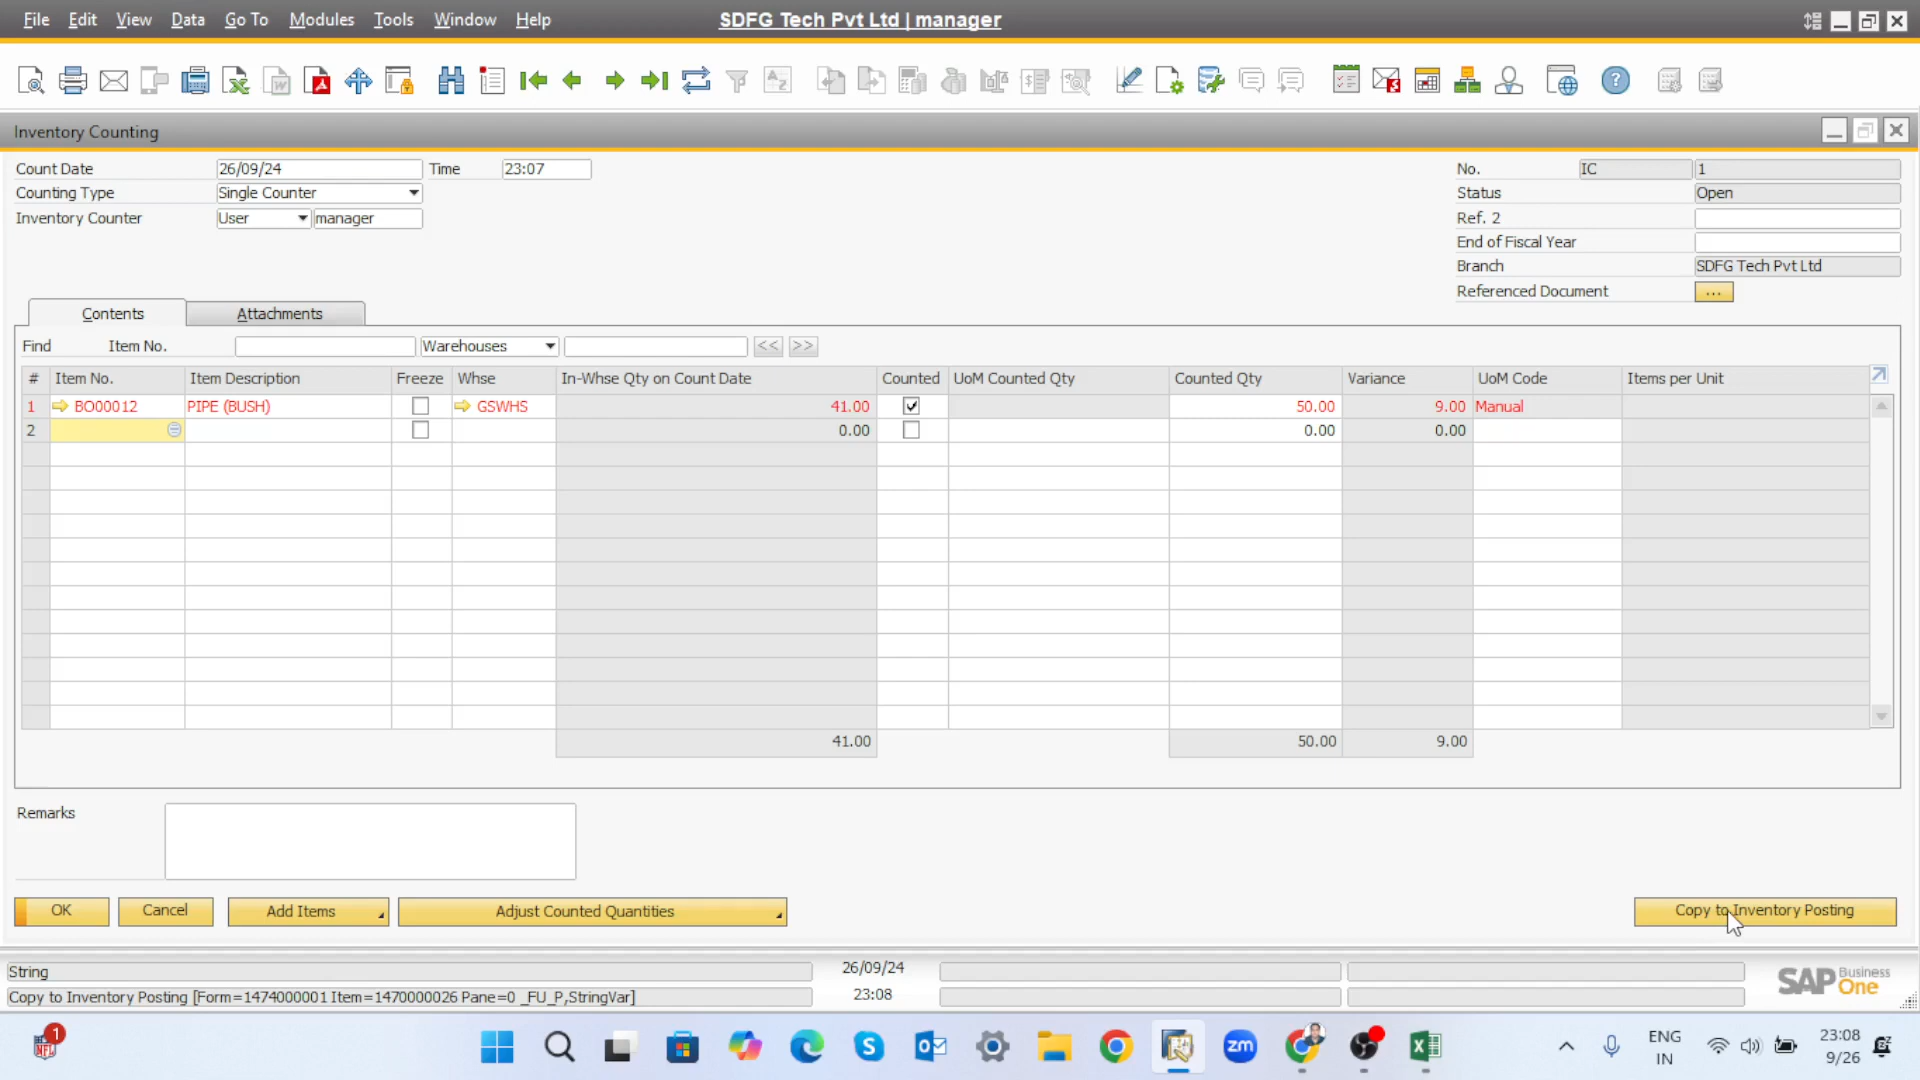 File Edit View Data Go To Modules Tools Window Help SDFG Tech Pvt Ltd | manager
Inventory Counting
Count Date 26/09/24 Time 23:07 No. IC 1
Counting Type Single Counter Status Open
Inventory Counter User manager Ref. 2
End of Fiscal Year
Branch SDFG Tech Pvt Ltd
Referenced Document ...
Contents Attachments
Find Item No. Warehouses << >>
# Item No. Item Description Freeze Whse In-Whse Qty on Count Date Counted UoM Counted Qty Counted Qty Variance UoM Code Items per Unit
1 BO00012 PIPE (BUSH) GSWHS 41.00 50.00 9.00 Manual
2 0.00 0.00 0.00
41.00 50.00 9.00
Remarks
OK Cancel Add Items Adjust Counted Quantities Copy to Inventory Posting
String 26/09/24
Copy to Inventory Posting [Form=1474000001 Item=1470000026 Pane=0 _FU_P,StringVar] 23:08
SAP Business One
1 NFL zm ENG IN 23:08
9/26